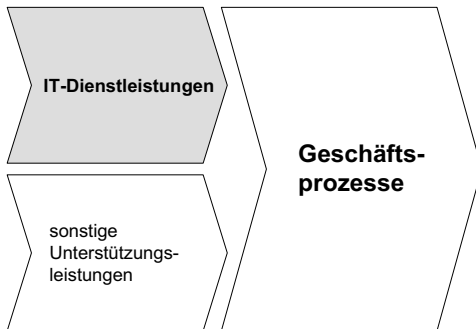 IT-Dienstleistungen
Geschäfts-
prozesse
sonstige
Unterstützungs-
leistungen